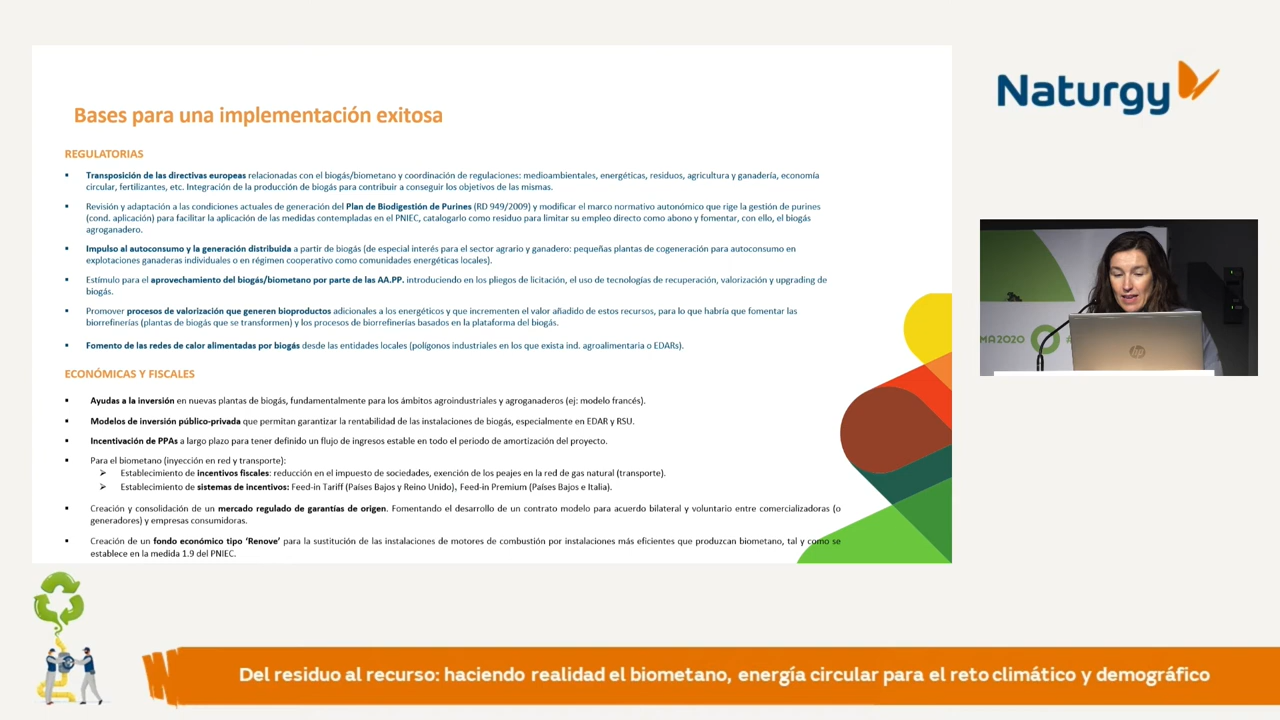 Bases para una implementación exitosa
REGULATORIAS
▪ Transposición de las directivas europeas relacionadas con el biogás/biometano y coordinación de regulaciones: medioambientales, energéticas, residuos, agricultura y ganadería, economía
circular, fertilizantes, etc. Integración de la producción de biogás para contribuir a conseguir los objetivos de las mismas.
▪ Revisión y adaptación a las condiciones actuales de generación del Plan de Biodigestión de Purines (RD 949/2009) y modificar el marco normativo autonómico que rige la gestión de purines
(cond. aplicación) para facilitar la aplicación de las medidas contempladas en el PNIEC, catalogarlo como residuo para limitar su empleo directo como abono y fomentar, con ello, el biogás
agroganadero.
▪ Impulso al autoconsumo y la generación distribuida a partir de biogás (de especial interés para el sector agrario y ganadero: pequeñas plantas de cogeneración para autoconsumo en
explotaciones ganaderas individuales o en régimen cooperativo como comunidades energéticas locales).
▪ Estímulo para el aprovechamiento del biogás/biometano por parte de las AA.PP. introduciendo en los pliegos de licitación, el uso de tecnologías de recuperación, valorización y upgrading de
biogás.
▪ Promover procesos de valorización que generen bioproductos adicionales a los energéticos y que incrementen el valor añadido de estos recursos, para lo que habría que fomentar las
biorrefinerías (plantas de biogás que se transformen) y los procesos de biorrefinerías basados en la plataforma del biogás.
▪ Fomento de las redes de calor alimentadas por biogás desde las entidades locales (polígonos industriales en los que exista ind. agroalimentaria o EDARs).
ECONÓMICAS Y FISCALES
▪ Ayudas a la inversión en nuevas plantas de biogás, fundamentalmente para los ámbitos agroindustriales y agroganaderos (ej: modelo francés).
▪ Modelos de inversión público-privada que permitan garantizar la rentabilidad de las instalaciones de biogás, especialmente en EDAR y RSU.
▪ Incentivación de PPAs a largo plazo para tener definido un flujo de ingresos estable en todo el periodo de amortización del proyecto.
▪ Para el biometano (inyección en red y transporte):
➢ Establecimiento de incentivos fiscales: reducción en el impuesto de sociedades, exención de los peajes en la red de gas natural (transporte).
➢ Establecimiento de sistemas de incentivos: Feed-in Tariff (Países Bajos y Reino Unido), Feed-in Premium (Países Bajos e Italia).
▪ Creación y consolidación de un mercado regulado de garantías de origen. Fomentando el desarrollo de un contrato modelo para acuerdo bilateral y voluntario entre comercializadoras (o
generadores) y empresas consumidoras.
▪ Creación de un fondo económico tipo ‘Renove’ para la sustitución de las instalaciones de motores de combustión por instalaciones más eficientes que produzcan biometano, tal y como se
establece en la medida 1.9 del PNIEC.
Naturgy
MA2020
hp
Del residuo al recurso: haciendo realidad el biometano, energía circular para el reto climático y demográfico